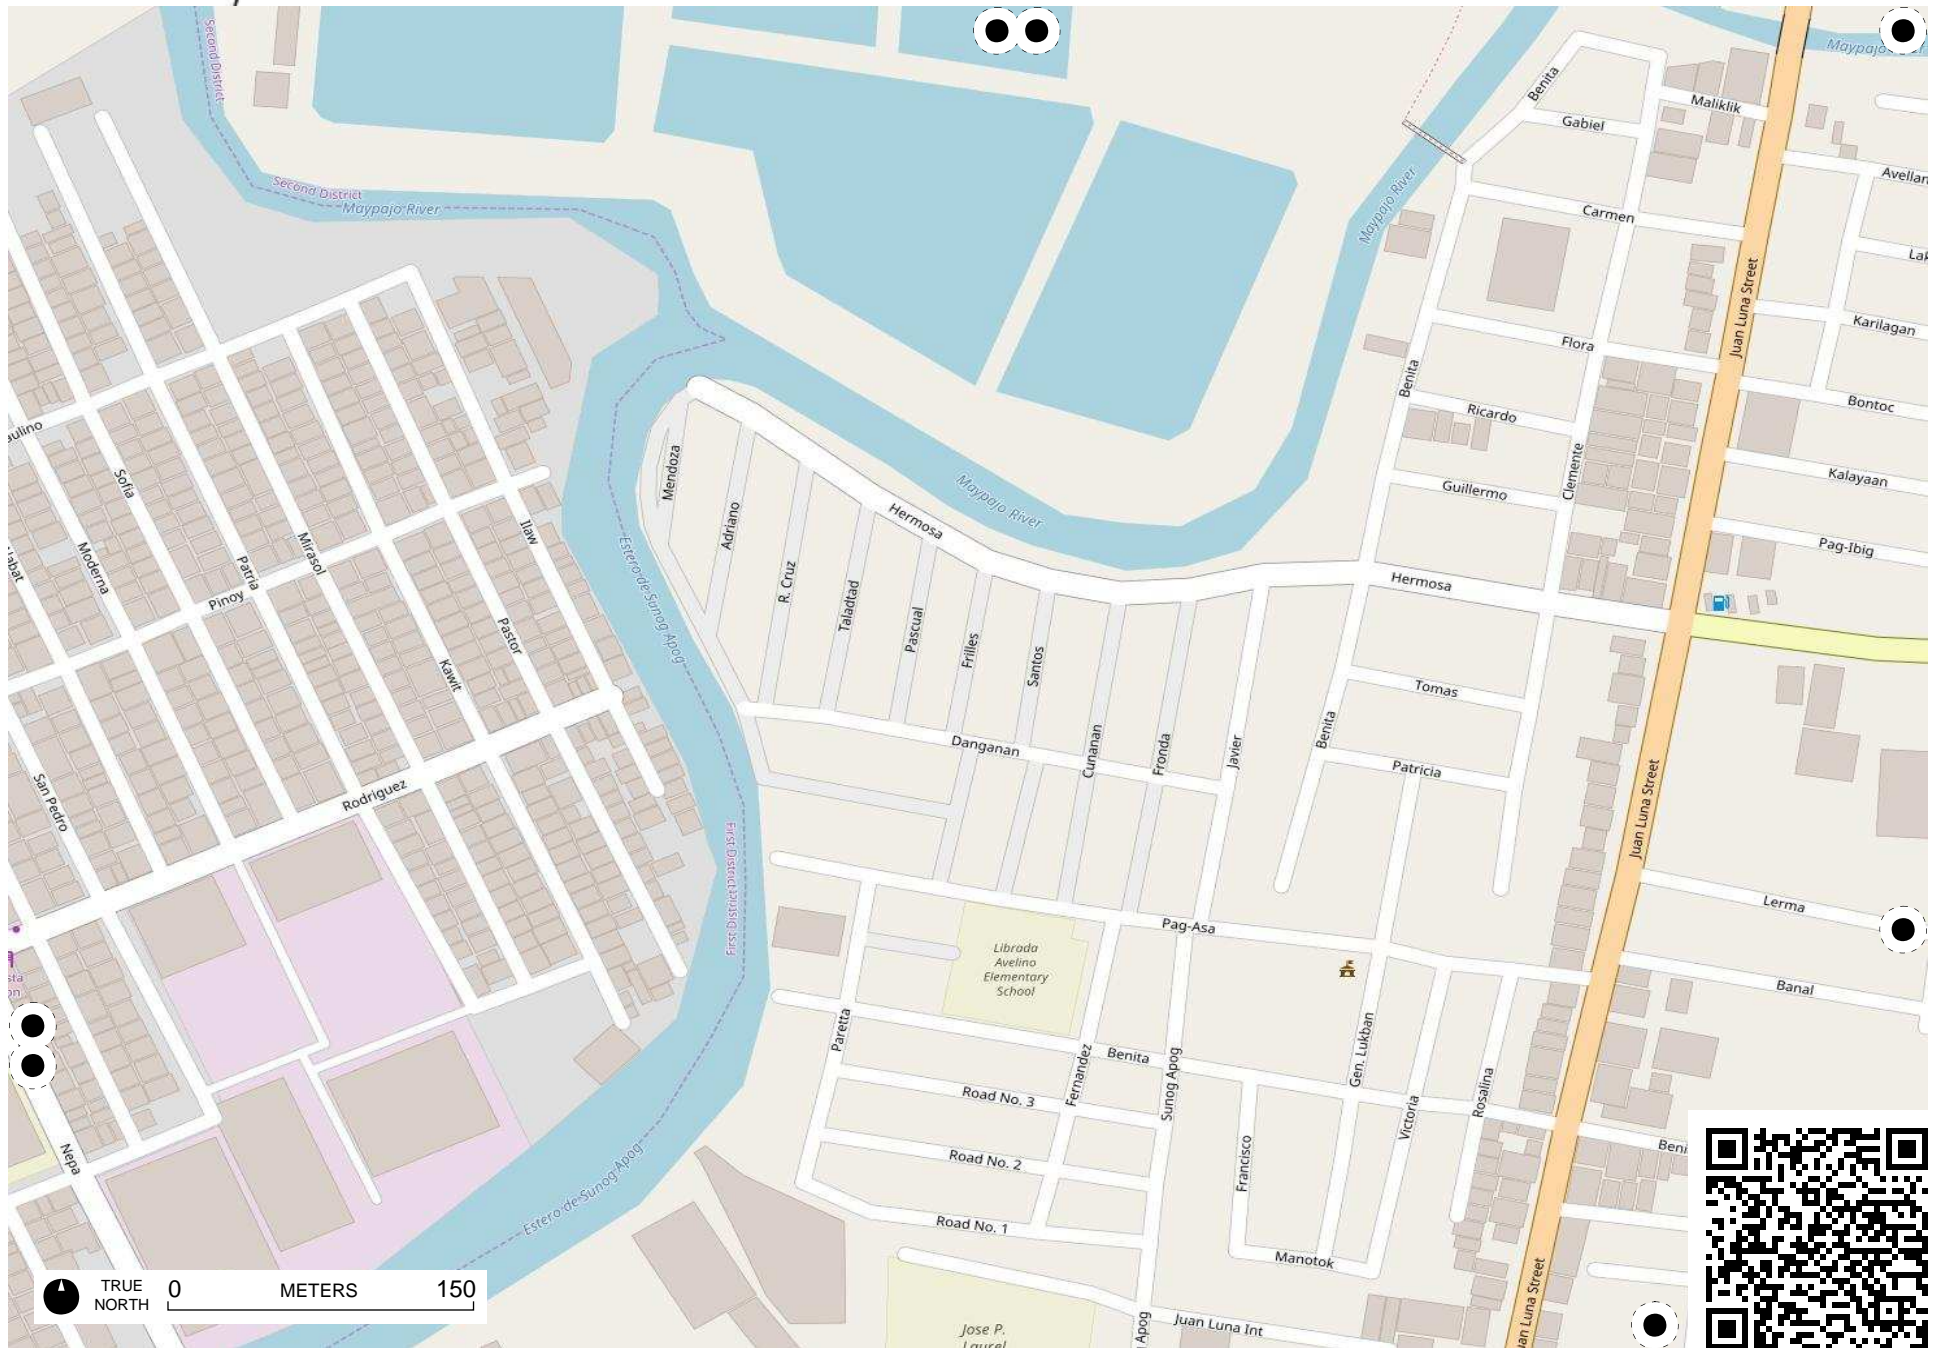 Second District
Second District
Maypajo River
Maypajo River
Maypajo River
Maypajo River
Benita
Gabiel
Maliklik
Carmen
Flora
Ricardo
Guillermo
Benita
Clemente
Juan Luna Street
Karilagan
Bontoc
Kalayaan
Pag-Ibig
Sofia
Moderna
Patria
Mirasol
Pinoy
Ilaw
Pastor
Kawit
San Pedro
Rodriguez
Nepa
Estero de Sunog Apog
First District
First District
Estero de Sunog Apog
Mendoza
Adriano
R. Cruz
Taladtad
Pascual
Frilles
Santos
Cunanan
Fronda
Javier
Hermosa
Hermosa
Danganan
Tomas
Benita
Patricia
Juan Luna Street
Lerma
Banal
Pag-Asa
Librada
Avelino
Elementary
School
Paretta
Fernandez
Sunog Apog
Benita
Gen. Lukban
Victoria
Rosalina
Francisco
Manotok
Road No. 3
Road No. 2
Road No. 1
Juan Luna Int
Jose P.
Laurel
Apog
TRUE
NORTH
0 METERS 150